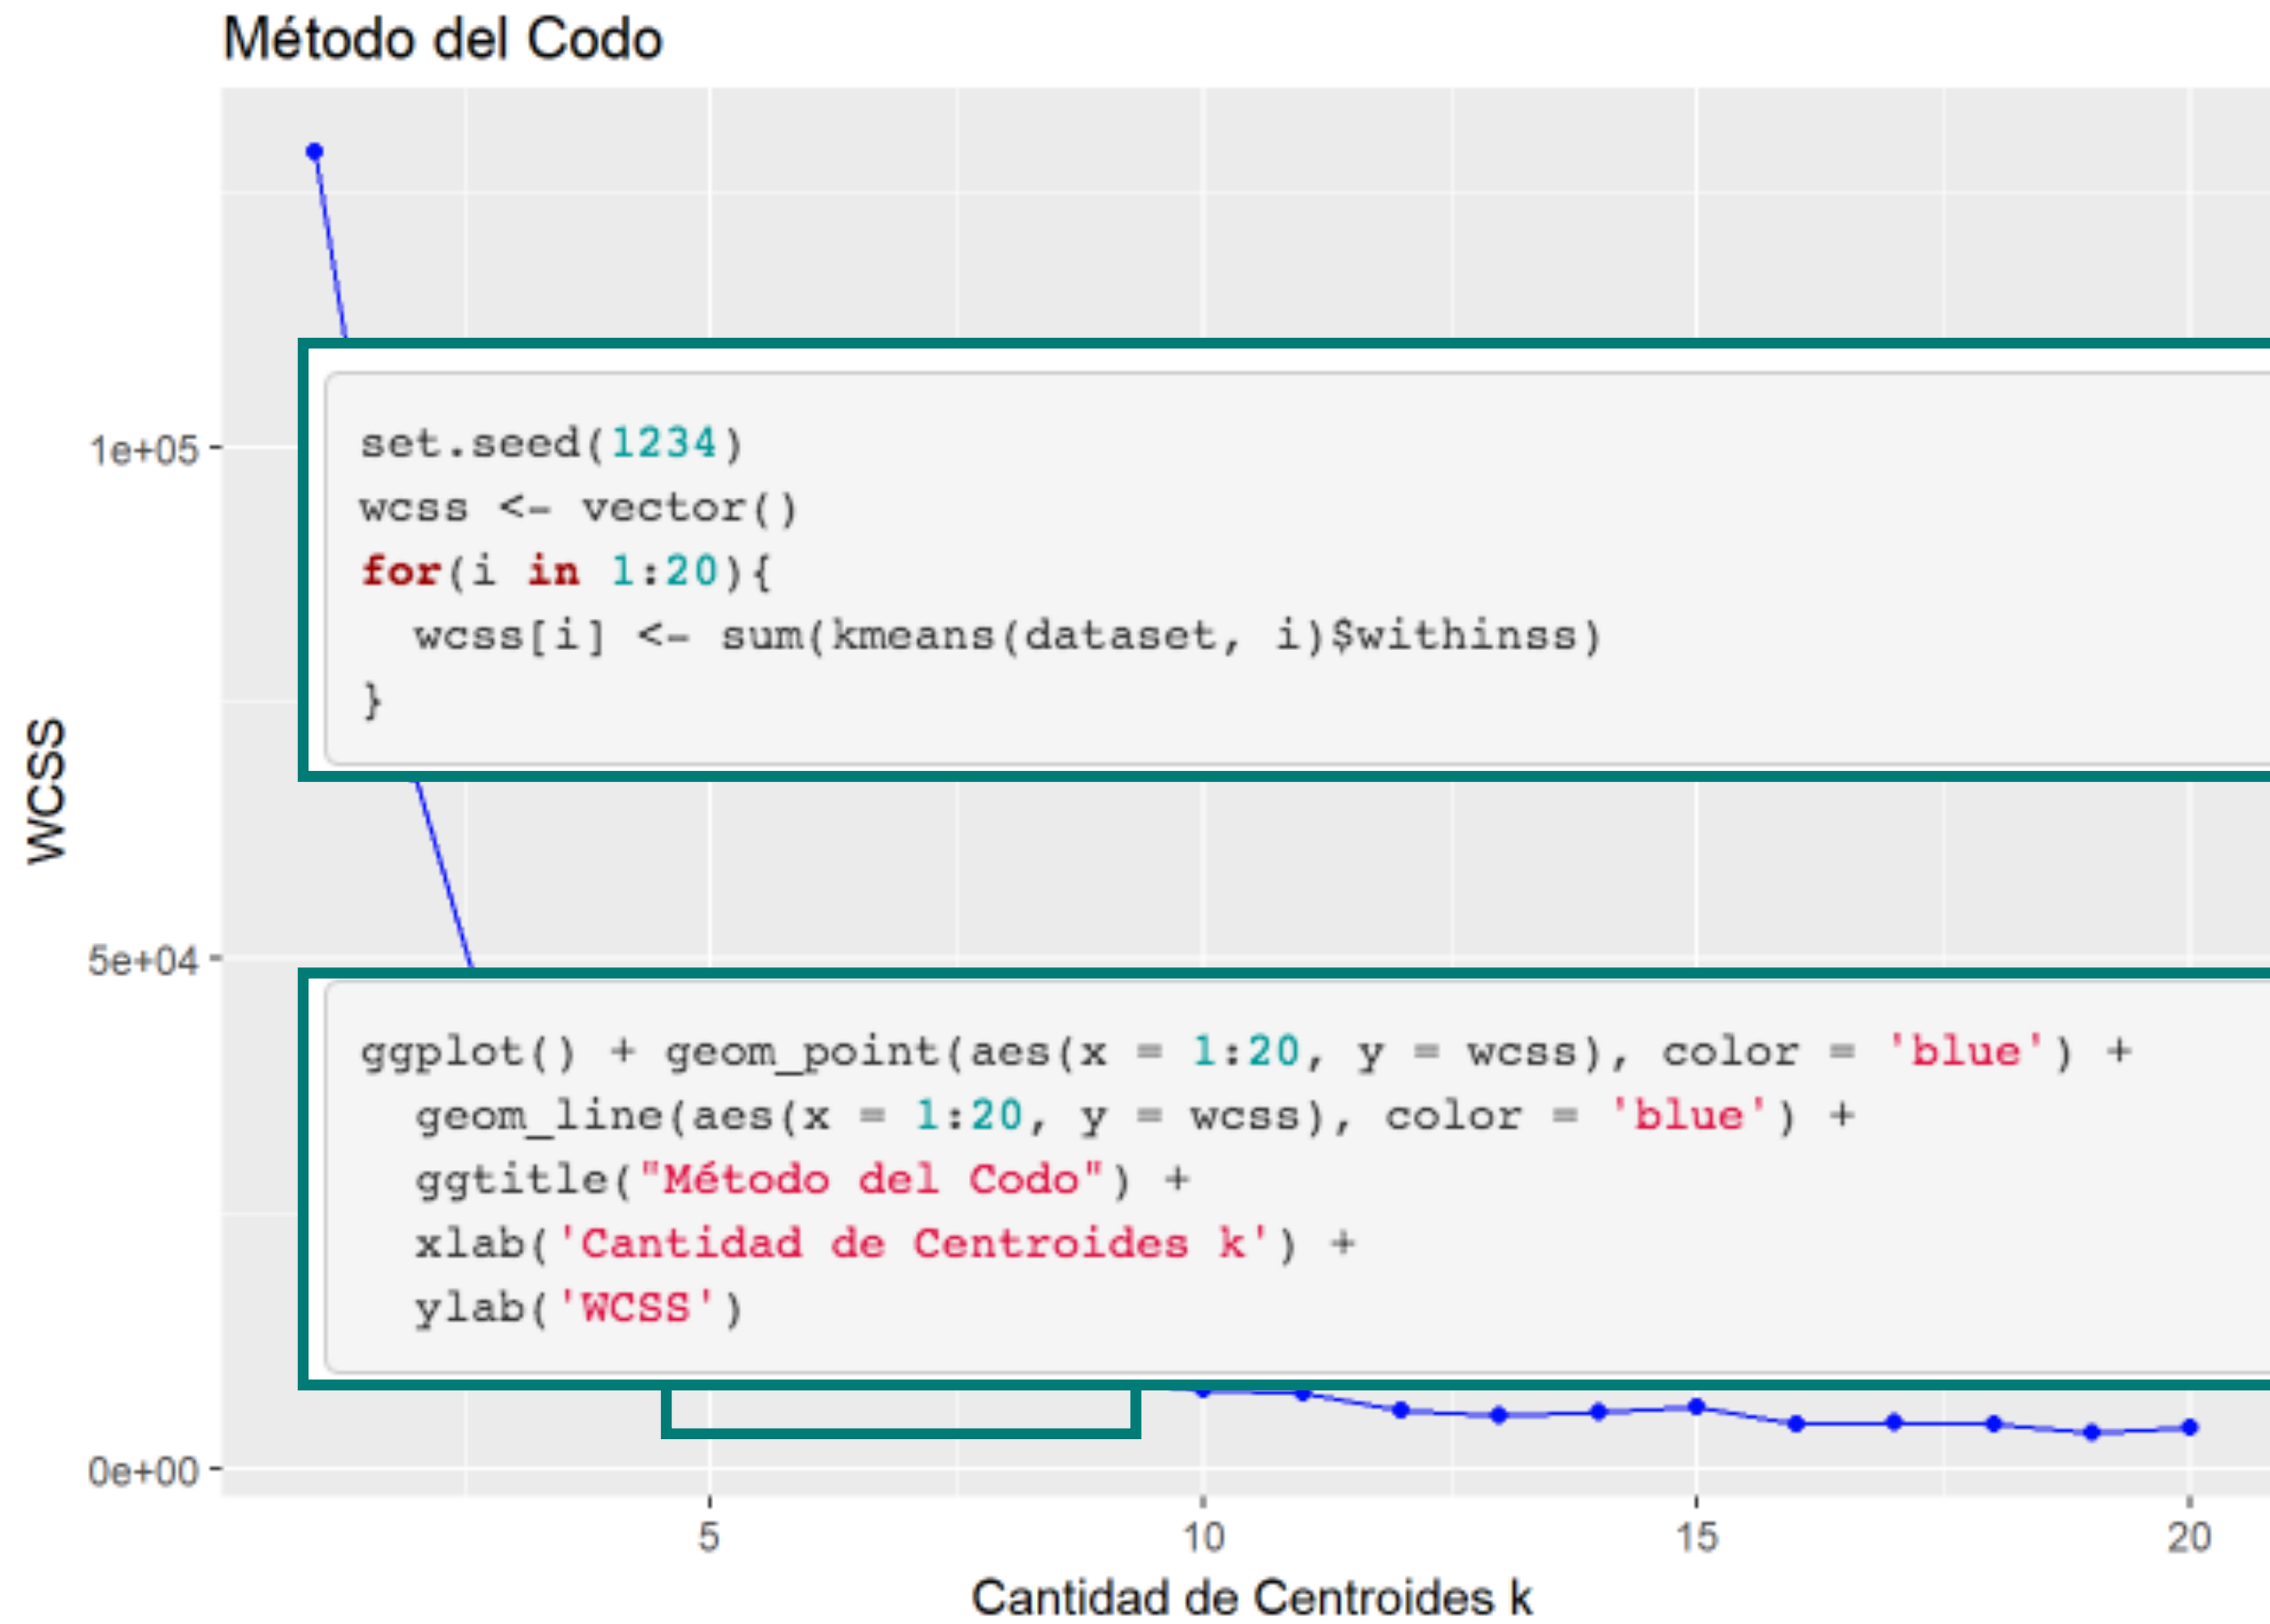 Método del Codo
WCSS
1e+05
5e+04
0e+00
set.seed(1234)
wcss <- vector()
for(i in 1:20){
  wcss[i] <- sum(kmeans(dataset, i)$withinss)
}
ggplot() + geom_point(aes(x = 1:20, y = wcss), color = 'blue') +
  geom_line(aes(x = 1:20, y = wcss), color = 'blue') +
  ggtitle("Método del Codo") +
  xlab('Cantidad de Centroides k') +
  ylab('WCSS')
5 10 15 20
Cantidad de Centroides k